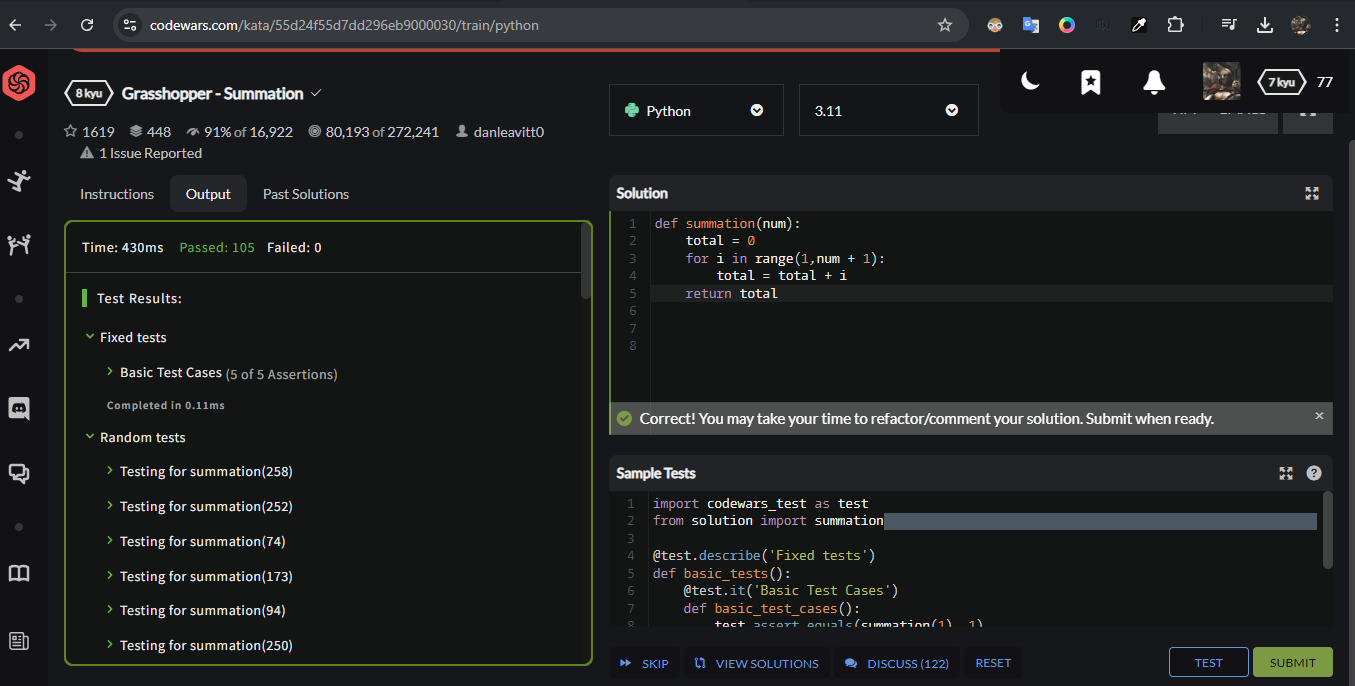 codewars.com/kata/55d24f55d7dd296eb9000030/train/python
8 kyu Grasshopper - Summation
1619 448 91% of 16,922 80,193 of 272,241 danleavitt0
1 Issue Reported
Python
3.11
7 kyu 77
Instructions Output Past Solutions
Time: 430ms Passed: 105 Failed: 0
Test Results:
Fixed tests
Basic Test Cases (5 of 5 Assertions)
Completed in 0.11ms
Random tests
Testing for summation(258)
Testing for summation(252)
Testing for summation(74)
Testing for summation(173)
Testing for summation(94)
Testing for summation(250)
Solution
1 def summation(num):
2 total = 0
3 for i in range(1,num + 1):
4 total = total + i
5 return total
6
7
8
Correct! You may take your time to refactor/comment your solution. Submit when ready.
Sample Tests
1 import codewars_test as test
2 from solution import summation
3
4 @test.describe('Fixed tests')
5 def basic_tests():
6 @test.it('Basic Test Cases')
7 def basic_test_cases():
8 test.assert_equals(summation(1), 1)
SKIP VIEW SOLUTIONS DISCUSS (122) RESET TEST SUBMIT